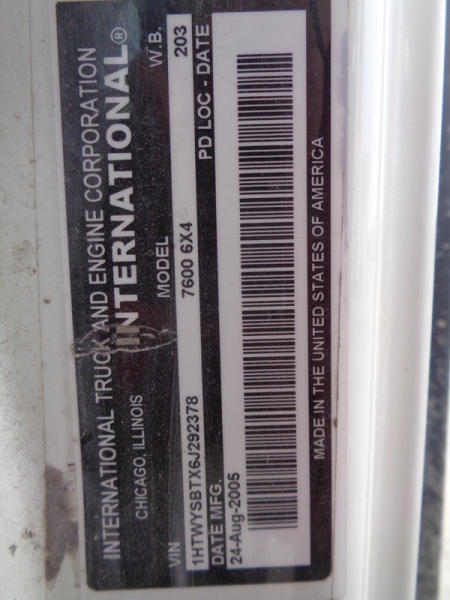 INTERNATIONAL TRUCK AND ENGINE CORPORATION
CHICAGO, ILLINOIS
INTERNATIONAL®
VIN MODEL W.B.
1HTWYSBTX6J292378 7600 6X4 203
DATE MFG. PD LOC - DATE
24-Aug-2005
MADE IN THE UNITED STATES OF AMERICA